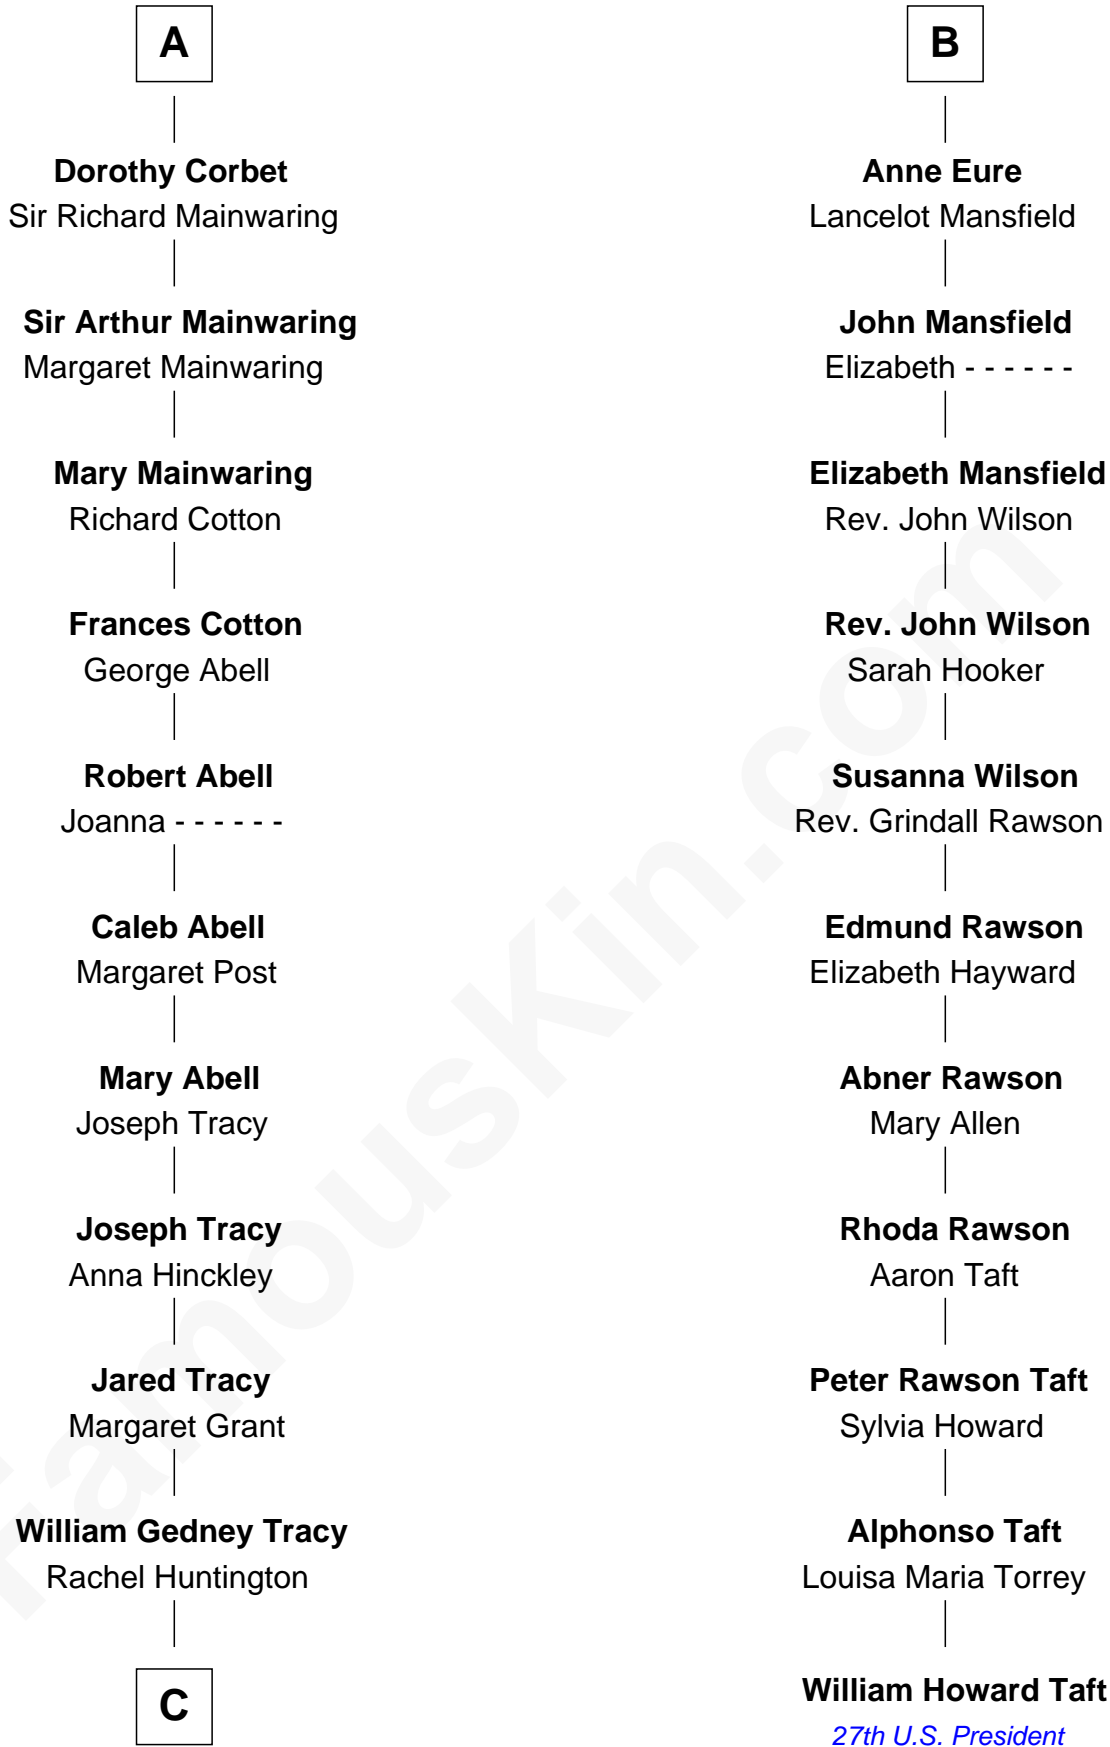 A
Dorothy Corbet
Sir Richard Mainwaring
Sir Arthur Mainwaring
Margaret Mainwaring
Mary Mainwaring
Richard Cotton
Frances Cotton
George Abell
Robert Abell
Joanna - - - - - -
Caleb Abell
Margaret Post
Mary Abell
Joseph Tracy
Joseph Tracy
Anna Hinckley
Jared Tracy
Margaret Grant
William Gedney Tracy
Rachel Huntington
C
B
Anne Eure
Lancelot Mansfield
John Mansfield
Elizabeth - - - - - -
Elizabeth Mansfield
Rev. John Wilson
Rev. John Wilson
Sarah Hooker
Susanna Wilson
Rev. Grindall Rawson
Edmund Rawson
Elizabeth Hayward
Abner Rawson
Mary Allen
Rhoda Rawson
Aaron Taft
Peter Rawson Taft
Sylvia Howard
Alphonso Taft
Louisa Maria Torrey
William Howard Taft
27th U.S. President
FamousKin.com